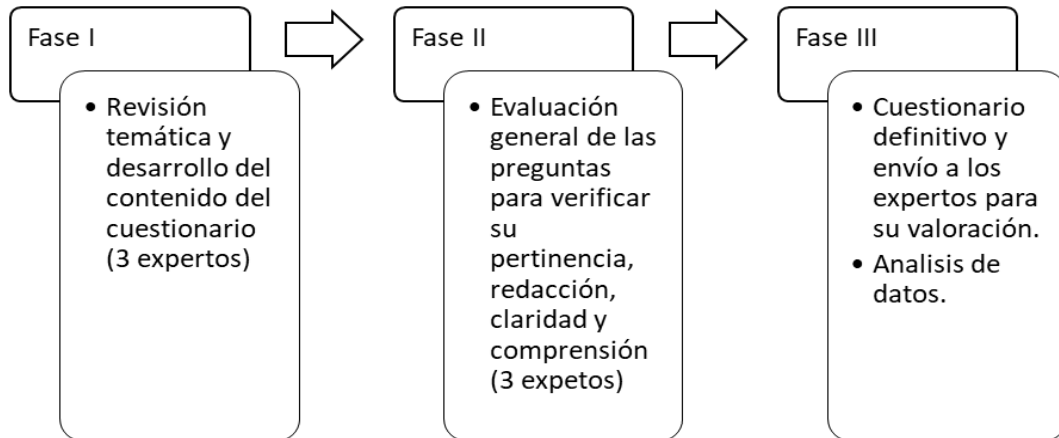 Fase I
• Revisión
temática y
desarrollo del
contenido del
cuestionario
(3 expertos)
Fase II
• Evaluación
general de las
preguntas
para verificar
su
pertinencia,
redacción,
claridad y
comprensión
(3 expetos)
Fase III
• Cuestionario
definitivo y
envío a los
expertos para
su valoración.
• Analisis de
datos.